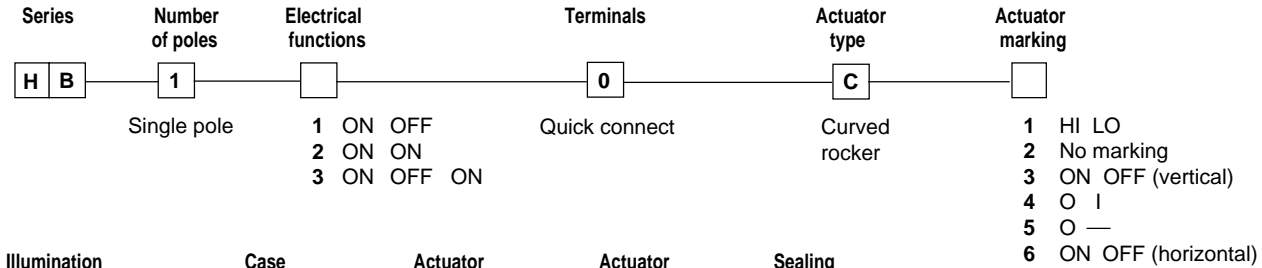 Series Number of poles Electrical functions Terminals Actuator type Actuator marking
H B 1 0 C
Single pole Quick connect Curved rocker
1 ON OFF
2 ON ON
3 ON OFF ON
1 HI LO
2 No marking
3 ON OFF (vertical)
4 O I
5 O —
6 ON OFF (horizontal)
Illumination Case Actuator Actuator Sealing